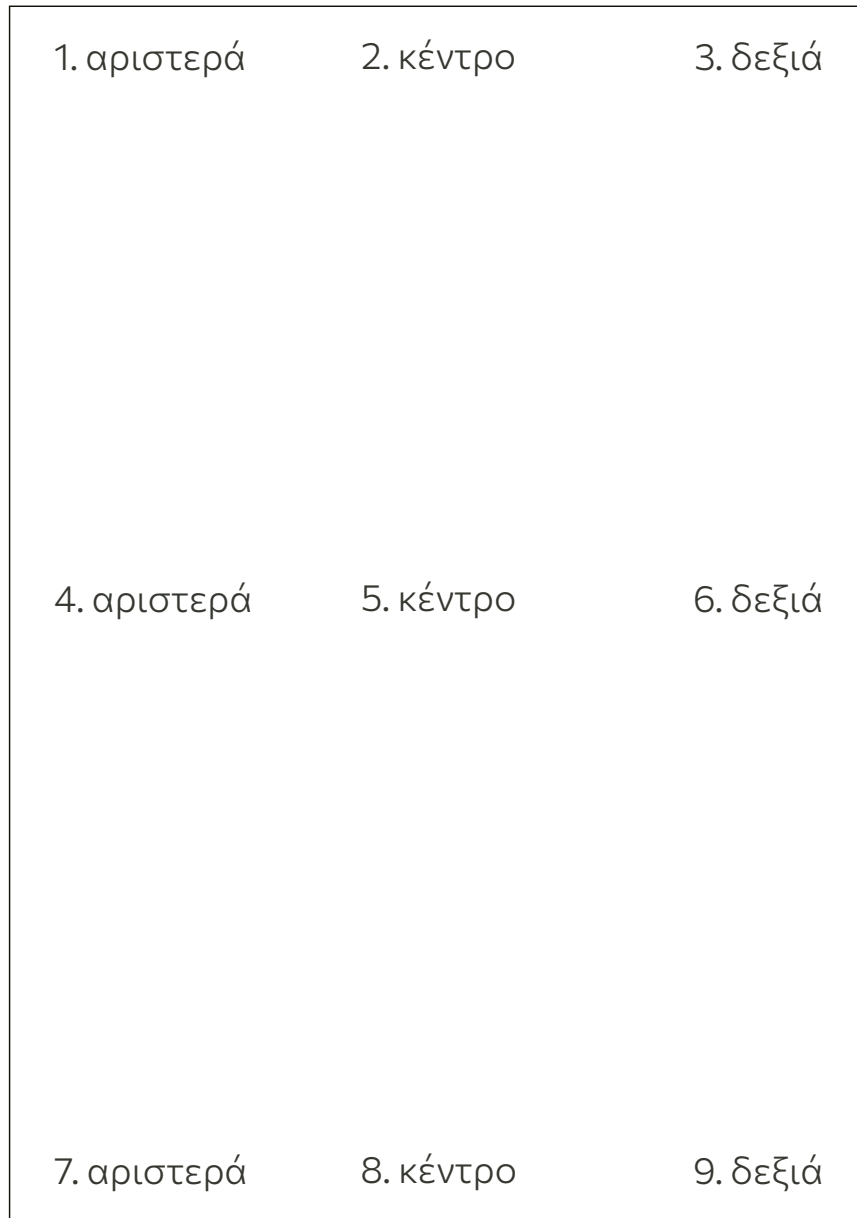 1. αριστερά 2. κέντρο 3. δεξιά
4. αριστερά 5. κέντρο 6. δεξιά
7. αριστερά 8. κέντρο 9. δεξιά